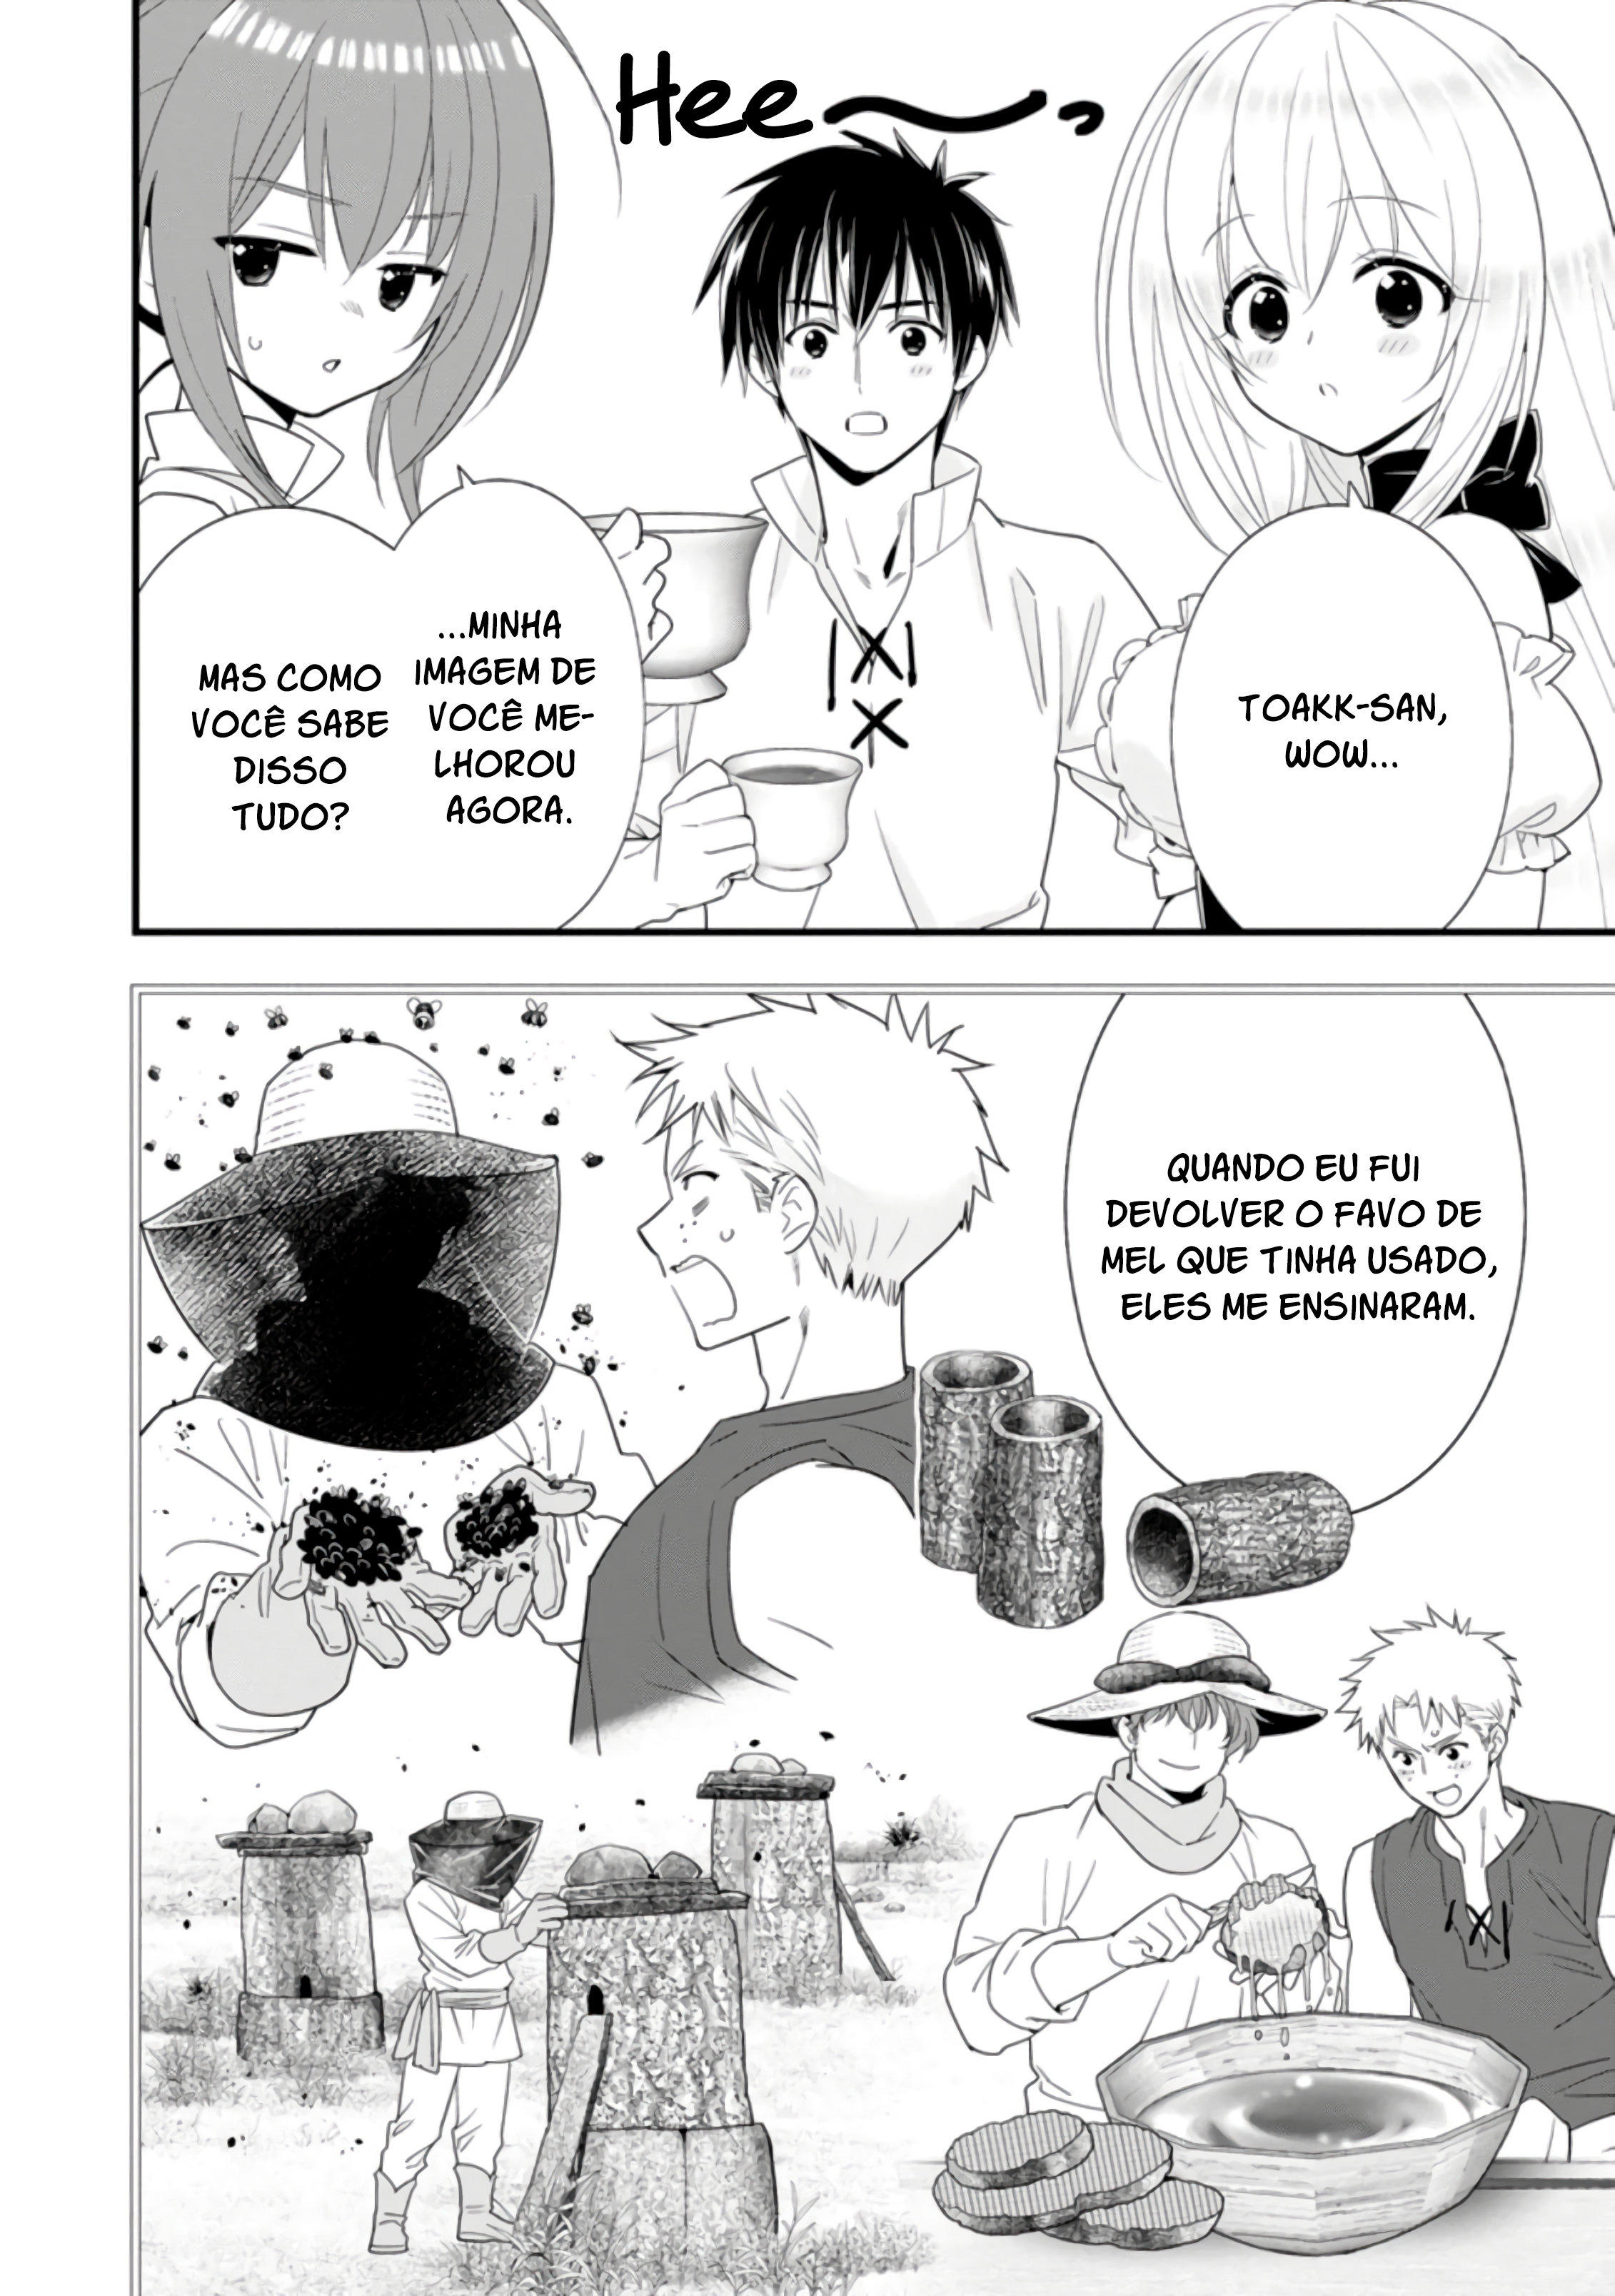 Hee～っ
TOAKK-SAN,
WOW...
...MINHA
IMAGEM DE
VOCÊ ME-
LHOROU
AGORA.
MAS COMO
VOCÊ SABE
DISSO
TUDO?
QUANDO EU FUI
DEVOLVER O FAVO DE
MEL QUE TINHA USADO,
ELES ME ENSINARAM.